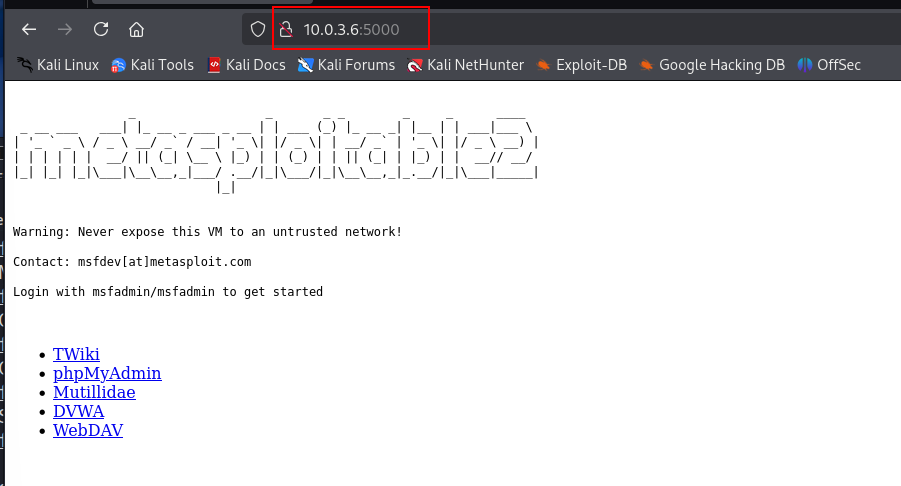 10.0.3.6:5000
Kali Linux Kali Tools Kali Docs Kali Forums Kali NetHunter Exploit-DB Google Hacking DB OffSec
metasploitable2
Warning: Never expose this VM to an untrusted network!
Contact: msfdev[at]metasploit.com
Login with msfadmin/msfadmin to get started
TWiki
phpMyAdmin
Mutillidae
DVWA
WebDAV